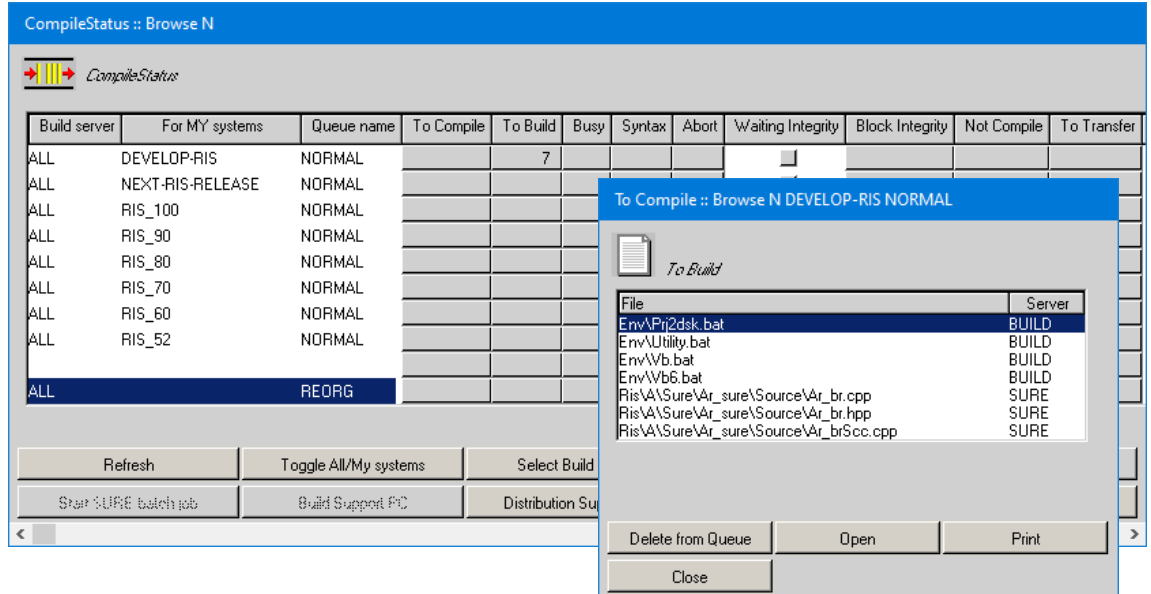 CompileStatus :: Browse N
CompileStatus
Build server For MY systems Queue name To Compile To Build Busy Syntax Abort Waiting Integrity Block Integrity Not Compile To Transfer
ALL DEVELOP-RIS NORMAL 7
ALL NEXT-RIS-RELEASE NORMAL
ALL RIS_100 NORMAL
ALL RIS_90 NORMAL
ALL RIS_80 NORMAL
ALL RIS_70 NORMAL
ALL RIS_60 NORMAL
ALL RIS_52 NORMAL
ALL REORG
Refresh Toggle All/My systems Select Build
Start SURE batch job Build Support PC Distribution Su
To Compile :: Browse N DEVELOP-RIS NORMAL
To Build
File Server
Env\Prj2dsk.bat BUILD
Env\Utility.bat BUILD
Env\Vb.bat BUILD
Env\Vb6.bat BUILD
Ris\A\Sure\Ar_sure\Source\Ar_br.cpp SURE
Ris\A\Sure\Ar_sure\Source\Ar_br.hpp SURE
Ris\A\Sure\Ar_sure\Source\Ar_brScc.cpp SURE
Delete from Queue Open Print
Close